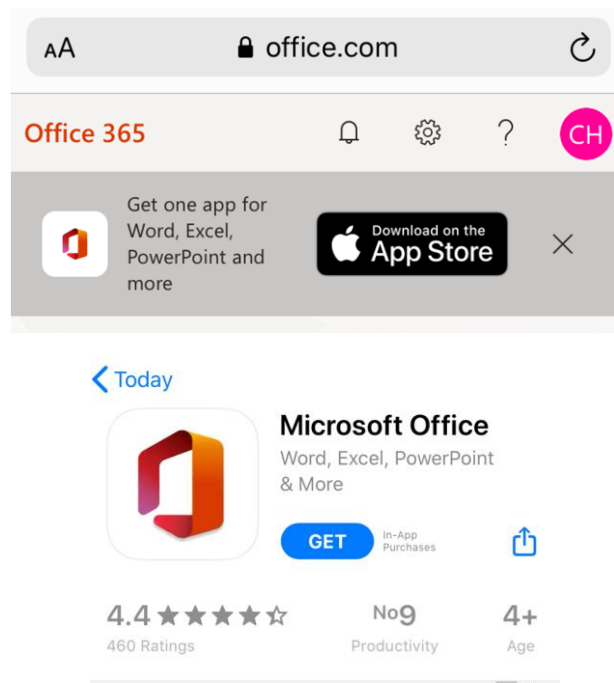 AA office.com
Office 365 ? CH
Get one app for
Word, Excel,
PowerPoint and
more
Download on the
App Store
Today
Microsoft Office
Word, Excel, PowerPoint
& More
GET
In-App
Purchases
4.4 No9 4+
460 Ratings Productivity Age